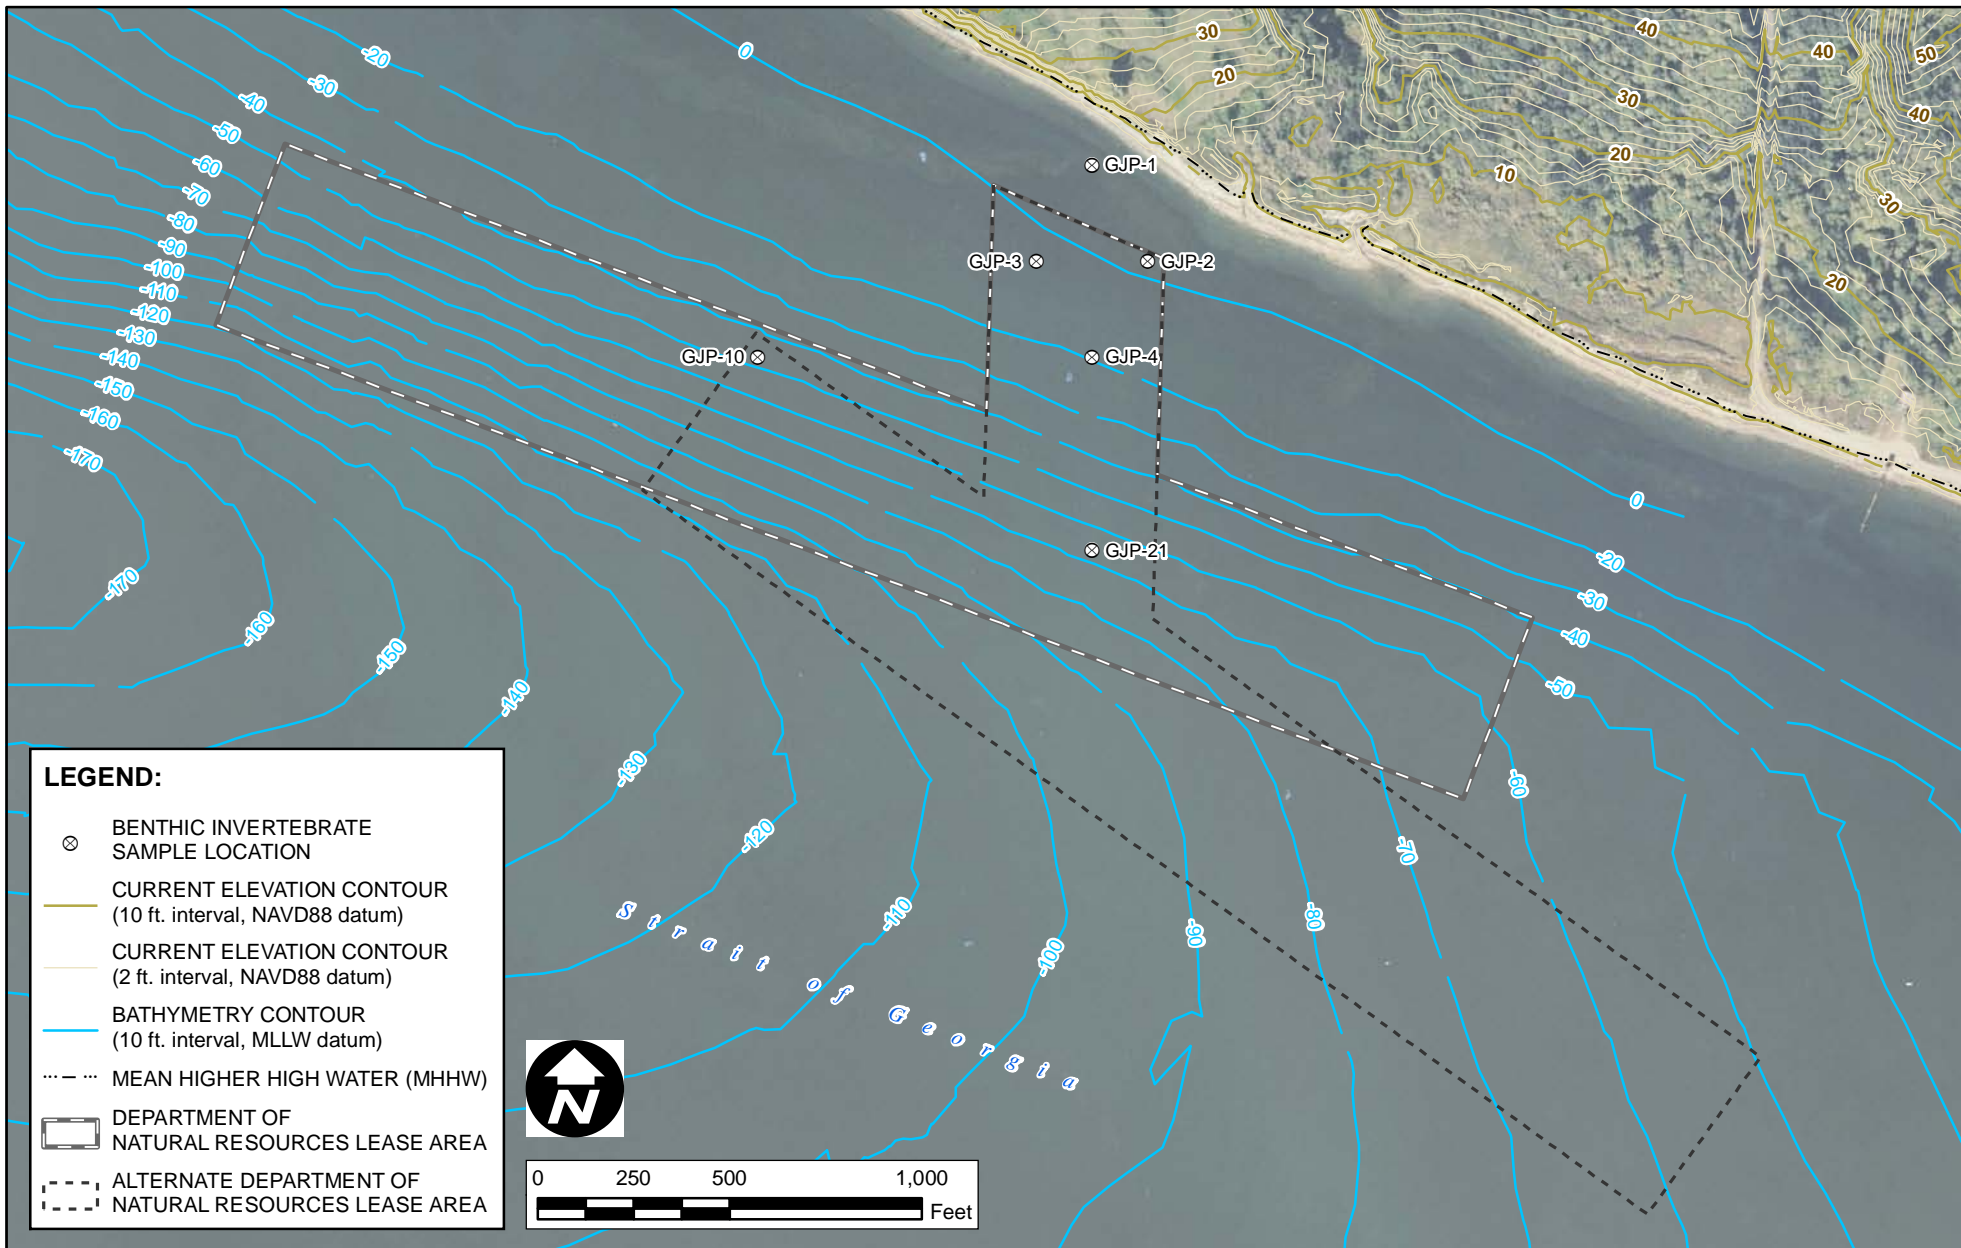 0
-20
-30
-40
-50
-60
-70
-80
-90
-100
-110
-120
-130
-140
-150
-160
-170
30
20
40
40
50
30
20
10
40
30
20
GJP-1
GJP-3
GJP-2
GJP-10
GJP-4
GJP-21
0
-20
-30
-40
-50
-60
-70
-80
-90
-100
-110
-120
-130
-140
-150
-160
-170
Strait of Georgia
LEGEND:
BENTHIC INVERTEBRATE
SAMPLE LOCATION
CURRENT ELEVATION CONTOUR
(10 ft. interval, NAVD88 datum)
CURRENT ELEVATION CONTOUR
(2 ft. interval, NAVD88 datum)
BATHYMETRY CONTOUR
(10 ft. interval, MLLW datum)
MEAN HIGHER HIGH WATER (MHHW)
DEPARTMENT OF
NATURAL RESOURCES LEASE AREA
ALTERNATE DEPARTMENT OF
NATURAL RESOURCES LEASE AREA
N
0 250 500 1,000
Feet